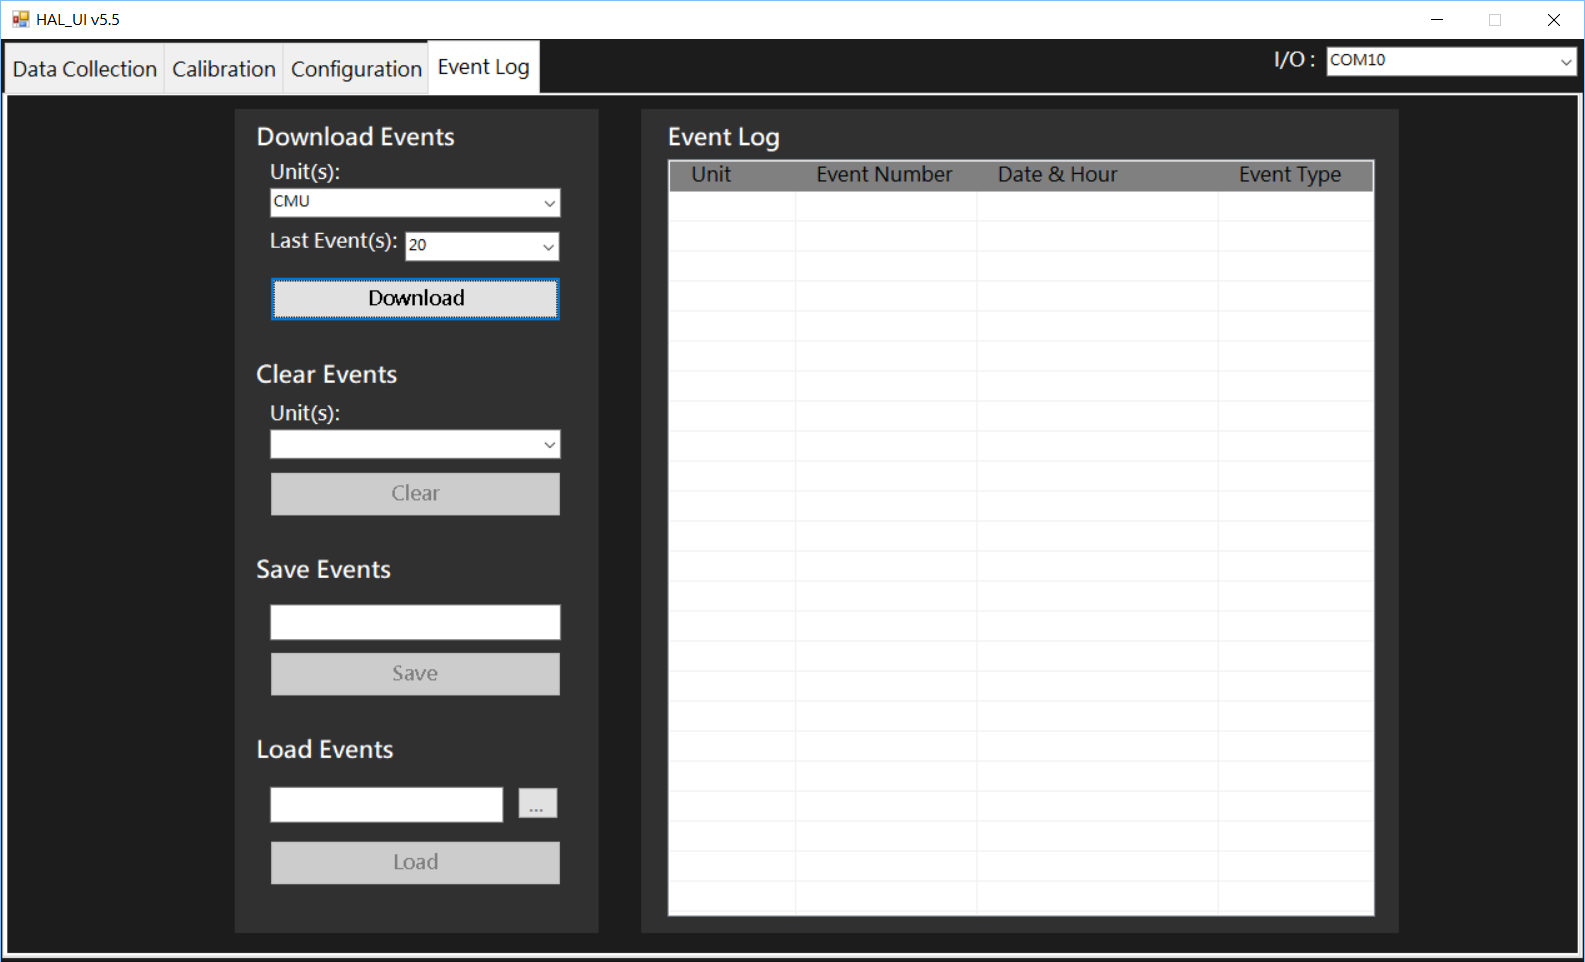 HAL_UI v5.5
Data Collection Calibration Configuration Event Log I/O : COM10
Download Events
Unit(s):
CMU
Last Event(s): 20
Download
Clear Events
Unit(s):
Clear
Save Events
Save
Load Events
...
Load
Event Log
Unit Event Number Date & Hour Event Type